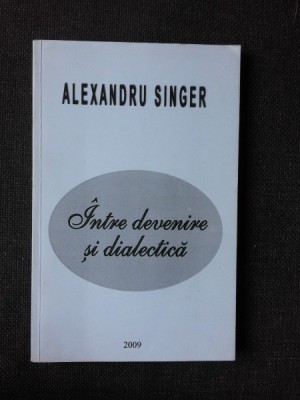 ALEXANDRU SINGER
Între devenire
și dialectică
2009